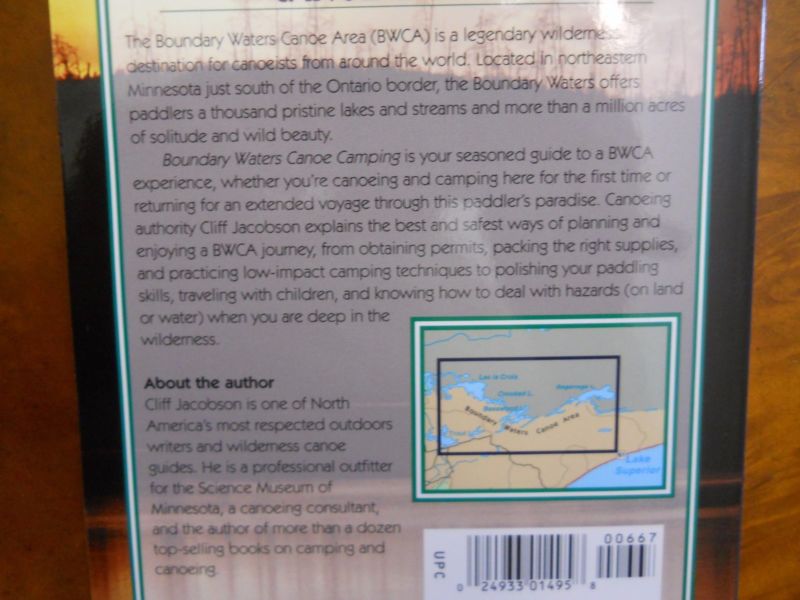 The Boundary Waters Canoe Area (BWCA) is a legendary wilderness
destination for canoeists from around the world. Located in northeastern
Minnesota just south of the Ontario border, the Boundary Waters offers
paddlers a thousand pristine lakes and streams and more than a million acres
of solitude and wild beauty.
Boundary Waters Canoe Camping is your seasoned guide to a BWCA
experience, whether you're canoeing and camping here for the first time or
returning for an extended voyage through this paddler's paradise. Canoeing
authority Cliff Jacobson explains the best and safest ways of planning and
enjoying a BWCA journey, from obtaining permits, packing the right supplies,
and practicing low-impact camping techniques to polishing your paddling
skills, traveling with children, and knowing how to deal with hazards (on land
or water) when you are deep in the
wilderness.
About the author
Cliff Jacobson is one of North
America's most respected outdoors
writers and wilderness canoe
guides. He is a professional outfitter
for the Science Museum of
Minnesota, a canoeing consultant,
and the author of more than a dozen
top-selling books on camping and
canoeing.
Lac la Croix
Crooked L.
Saganaga L.
Basswood
Boundary Waters Canoe Area
Lake
Superior
UPC
0 24933 01495 8
00667